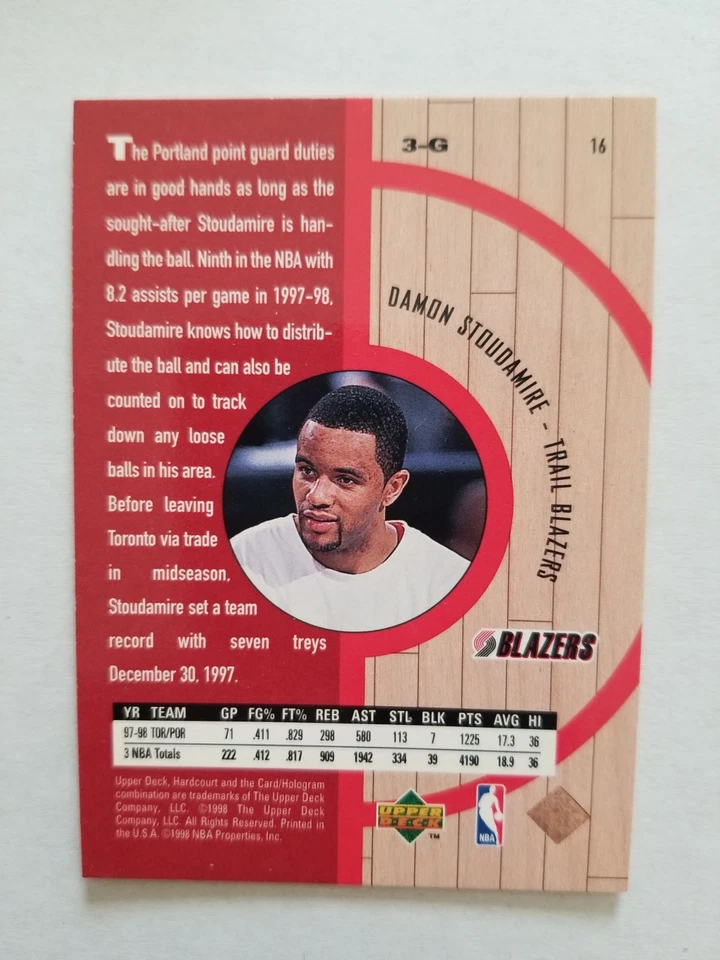 The Portland point guard duties
are in good hands as long as the
sought-after Stoudamire is han-
dling the ball. Ninth in the NBA with
8.2 assists per game in 1997-98,
Stoudamire knows how to distrib-
ute the ball and can also be
counted on to track
down any loose
balls in his area.
Before leaving
Toronto via trade
in midseason,
Stoudamire set a team
record with seven treys
December 30, 1997.
3-G
16
DAMON STOUDAMIRE - TRAIL BLAZERS
BLAZERS
YR TEAM GP FG% FT% REB AST STL BLK PTS AVG HI
97-98 TOR/POR 71 .411 .829 298 580 113 7 1225 17.3 36
3 NBA Totals 222 .412 .817 909 1942 334 39 4190 18.9 36
Upper Deck, Hardcourt and the Card/Hologram
combination are trademarks of The Upper Deck
Company, LLC. ©1998 The Upper Deck
Company, LLC. All Rights Reserved. Printed in
the U.S.A. ©1998 NBA Properties, Inc.
UPPER
DECK
™
NBA